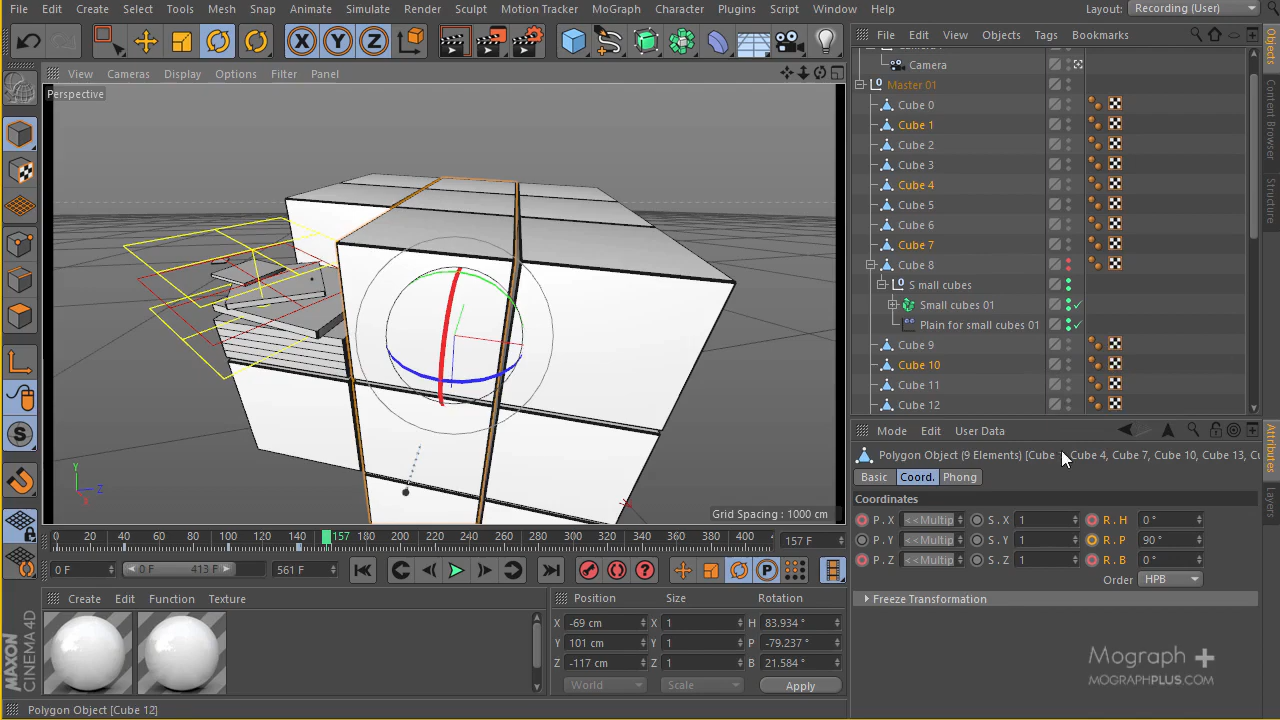 File Edit Create Select Tools Mesh Snap Animate Simulate Render Sculpt Motion Tracker MoGraph Character Plugins Script Window Help Layout: Recording (User)
X Y Z
File Edit View Objects Tags Bookmarks
View Cameras Display Options Filter Panel
Perspective
Camera
Master 01
Cube 0
Cube 1
Cube 2
Cube 3
Cube 4
Cube 5
Cube 6
Cube 7
Cube 8
S mall cubes
Small cubes 01
Plain for small cubes 01
Cube 9
Cube 10
Cube 11
Cube 12
Objects
Content Browser
Structure
Mode Edit User Data
Polygon Object (9 Elements) [Cube 1, Cube 4, Cube 7, Cube 10, Cube 13, Cu
Basic Coord. Phong
Coordinates
P . X <<Multip S . X 1 R . H 0 °
P . Y <<Multip S . Y 1 R . P 90 °
P . Z <<Multip S . Z 1 R . B 0 °
Order HPB
Freeze Transformation
Attributes
Layers
Y Z X
Grid Spacing : 1000 cm
0 20 40 60 80 100 120 140 157 180 200 220 240 260 280 300 320 340 360 380 400 157 F
0 F 0 F 413 F 561 F
Create Edit Function Texture
Position Size Rotation
X -69 cm X 1 H 83.934 °
Y 101 cm Y 1 P -79.237 °
Z -117 cm Z 1 B 21.584 °
World Scale Apply
MAXON CINEMA 4D
Polygon Object [Cube 12]
Mograph +
MOGRAPHPLUS.COM